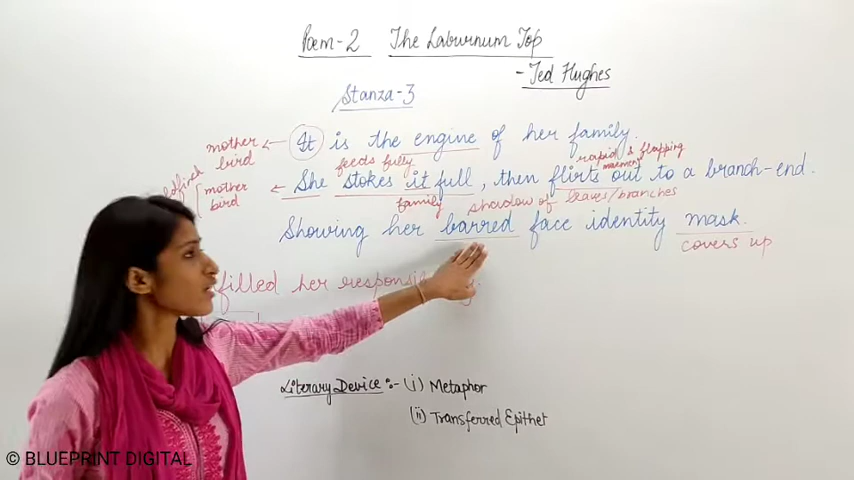 Poem-2 The Laburnum Top
- Ted Hughes
Stanza-3
mother bird ← It is the engine of her family.
feeds fully rapid & flapping movement
goldfinch mother bird ← She stokes it full, then flirts out to a branch-end.
family shadow of leaves/branches
Showing her barred face identity mask.
covers up
filled her
Literary Device :- (i) Metaphor
(ii) Transferred Epithet
© BLUEPRINT DIGITAL